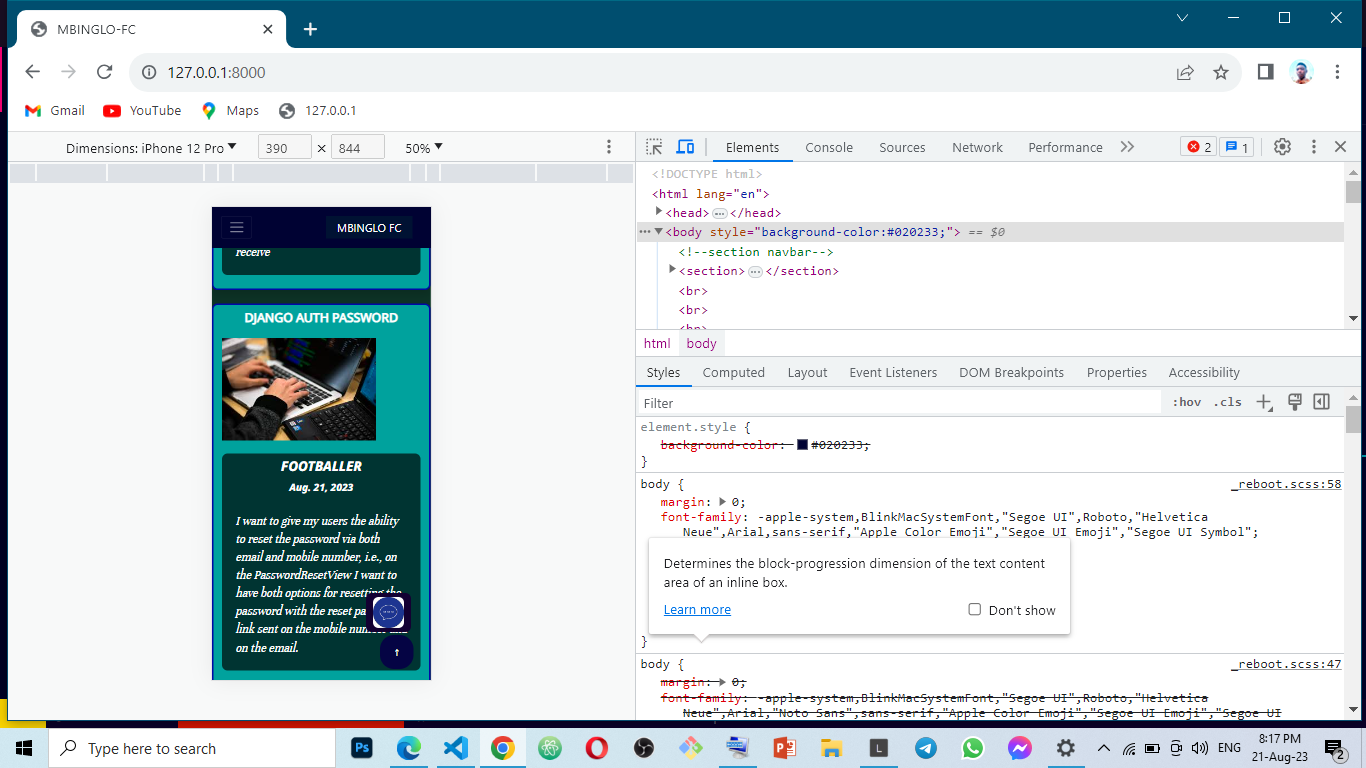 MBINGLO-FC
127.0.0.1:8000
Gmail YouTube Maps 127.0.0.1
Dimensions: iPhone 12 Pro 390 × 844 50%
MBINGLO FC
receive
DJANGO AUTH PASSWORD
FOOTBALLER
Aug. 21, 2023
I want to give my users the ability
to reset the password via both
email and mobile number, i.e., on
the PasswordResetView I want to
have both options for resetting the
password with the reset
link sent on the mobile number and
on the email.
↑
Elements Console Sources Network Performance 2 1
<!DOCTYPE html>
<html lang="en">
<head>…</head>
<body style="background-color:#020233;"> == $0
<!--section navbar-->
<section>…</section>
<br>
<br>
<br>
html body
Styles Computed Layout Event Listeners DOM Breakpoints Properties Accessibility
Filter :hov .cls
element.style {
background-color: #020233;
}
body { _reboot.scss:58
margin: 0;
font-family: -apple-system,BlinkMacSystemFont,"Segoe UI",Roboto,"Helvetica
Neue",Arial,sans-serif,"Apple Color Emoji","Segoe UI Emoji","Segoe UI Symbol";
Determines the block-progression dimension of the text content
area of an inline box.
Learn more Don't show
}
body { _reboot.scss:47
margin: 0;
font-family: -apple-system,BlinkMacSystemFont,"Segoe UI",Roboto,"Helvetica
Neue",Arial,"Noto Sans",sans-serif,"Apple Color Emoji","Segoe UI Emoji","Segoe UI
Type here to search Ps L ENG 8:17 PM
21-Aug-23 2